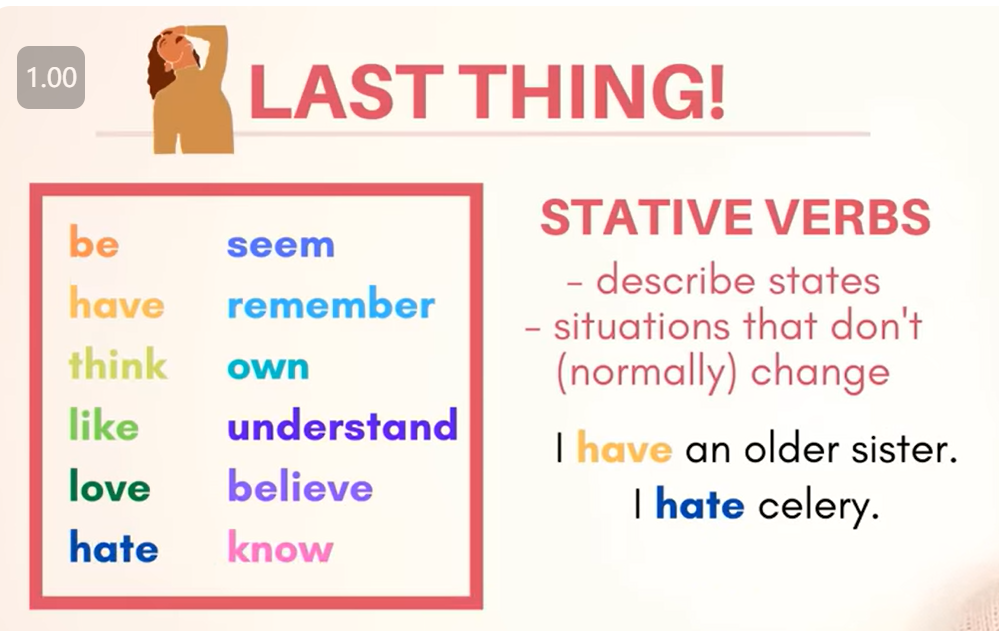 1.00
LAST THING!
be
have
think
like
love
hate
seem
remember
own
understand
believe
know
STATIVE VERBS
- describe states
- situations that don't
(normally) change
I have an older sister.
I hate celery.